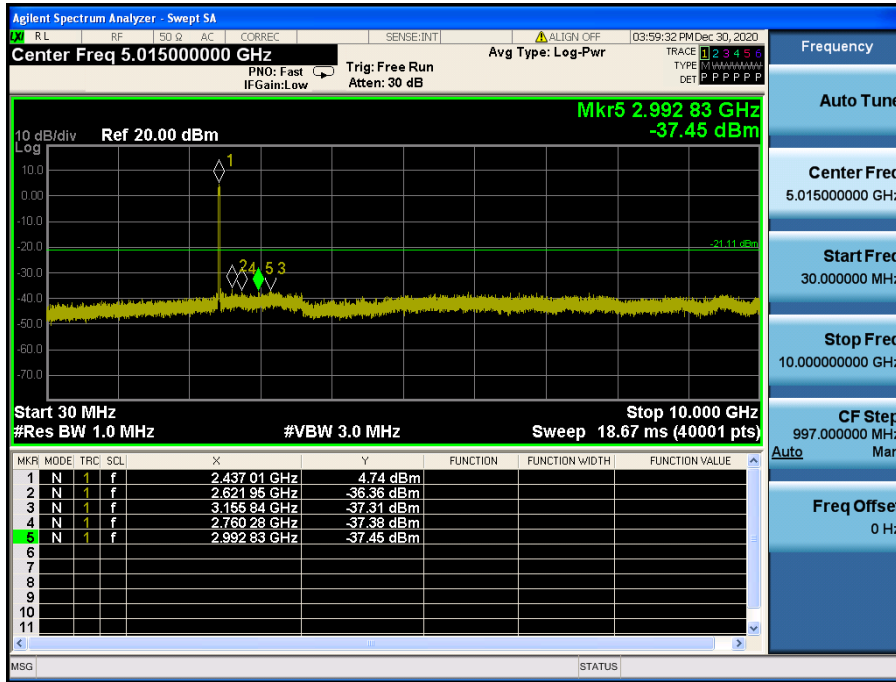 Agilent Spectrum Analyzer - Swept SA
LXI RL RF 50 Ω AC CORREC SENSE:INT ALIGN OFF 03:59:32 PM Dec 30, 2020
Center Freq 5.015000000 GHz
PNO: Fast
IFGain:Low
Trig: Free Run
Atten: 30 dB
Avg Type: Log-Pwr
TRACE 1 2 3 4 5 6
TYPE M
DET P P P P P P
Mkr5 2.992 83 GHz
-37.45 dBm
10 dB/div Ref 20.00 dBm
Log
10.0
0.00
-10.0
-20.0
-30.0
-40.0
-50.0
-60.0
-70.0
1
2 4 5 3
-21.11 dBm
Start 30 MHz Stop 10.000 GHz
#Res BW 1.0 MHz #VBW 3.0 MHz Sweep 18.67 ms (40001 pts)
MKR MODE TRC SCL X Y FUNCTION FUNCTION WIDTH FUNCTION VALUE
1 N 1 f 2.437 01 GHz 4.74 dBm
2 N 1 f 2.621 95 GHz -36.36 dBm
3 N 1 f 3.155 84 GHz -37.31 dBm
4 N 1 f 2.760 28 GHz -37.38 dBm
5 N 1 f 2.992 83 GHz -37.45 dBm
6
7
8
9
10
11
MSG STATUS
Frequency
Auto Tune
Center Freq
5.015000000 GHz
Start Freq
30.000000 MHz
Stop Freq
10.000000000 GHz
CF Step
997.000000 MHz
Auto Man
Freq Offset
0 Hz